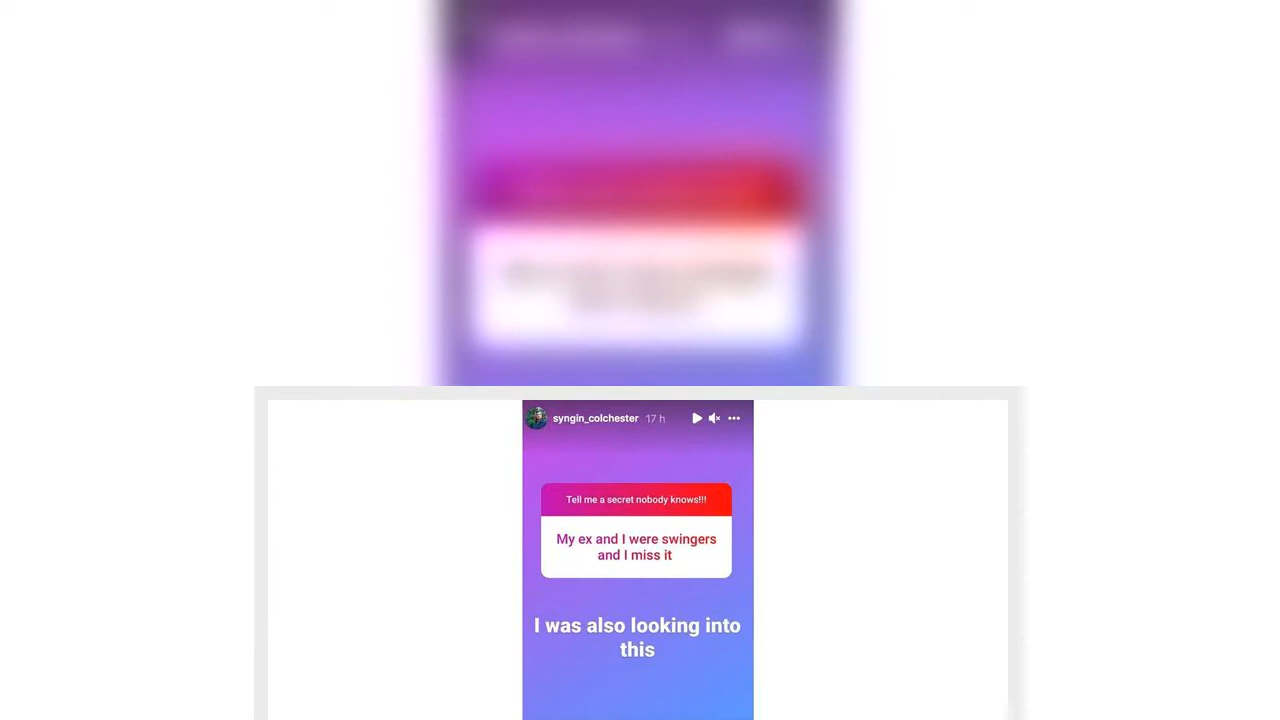 syngin_colchester 17 h
Tell me a secret nobody knows!!!
My ex and I were swingers
and I miss it
I was also looking into
this